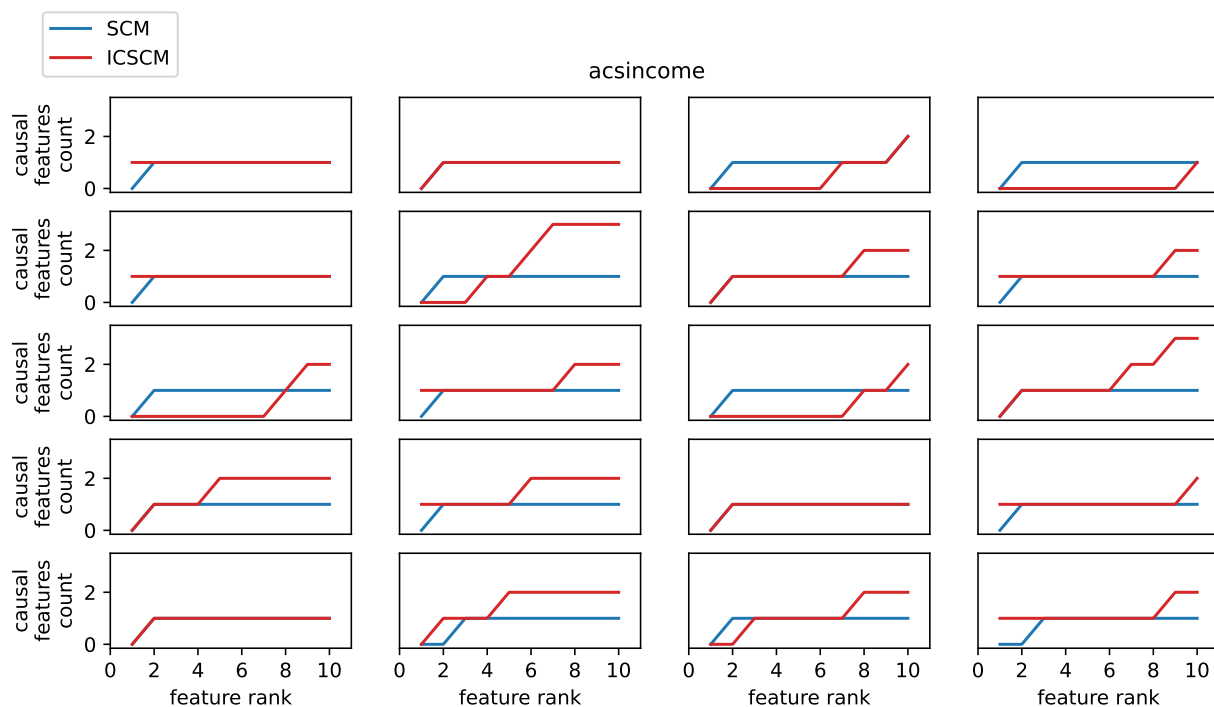 SCM
ICSCM
acsincome
causal
features
count
2
0
causal
features
count
2
0
causal
features
count
2
0
causal
features
count
2
0
causal
features
count
2
0
0 2 4 6 8 10
0 2 4 6 8 10
0 2 4 6 8 10
0 2 4 6 8 10
feature rank
feature rank
feature rank
feature rank